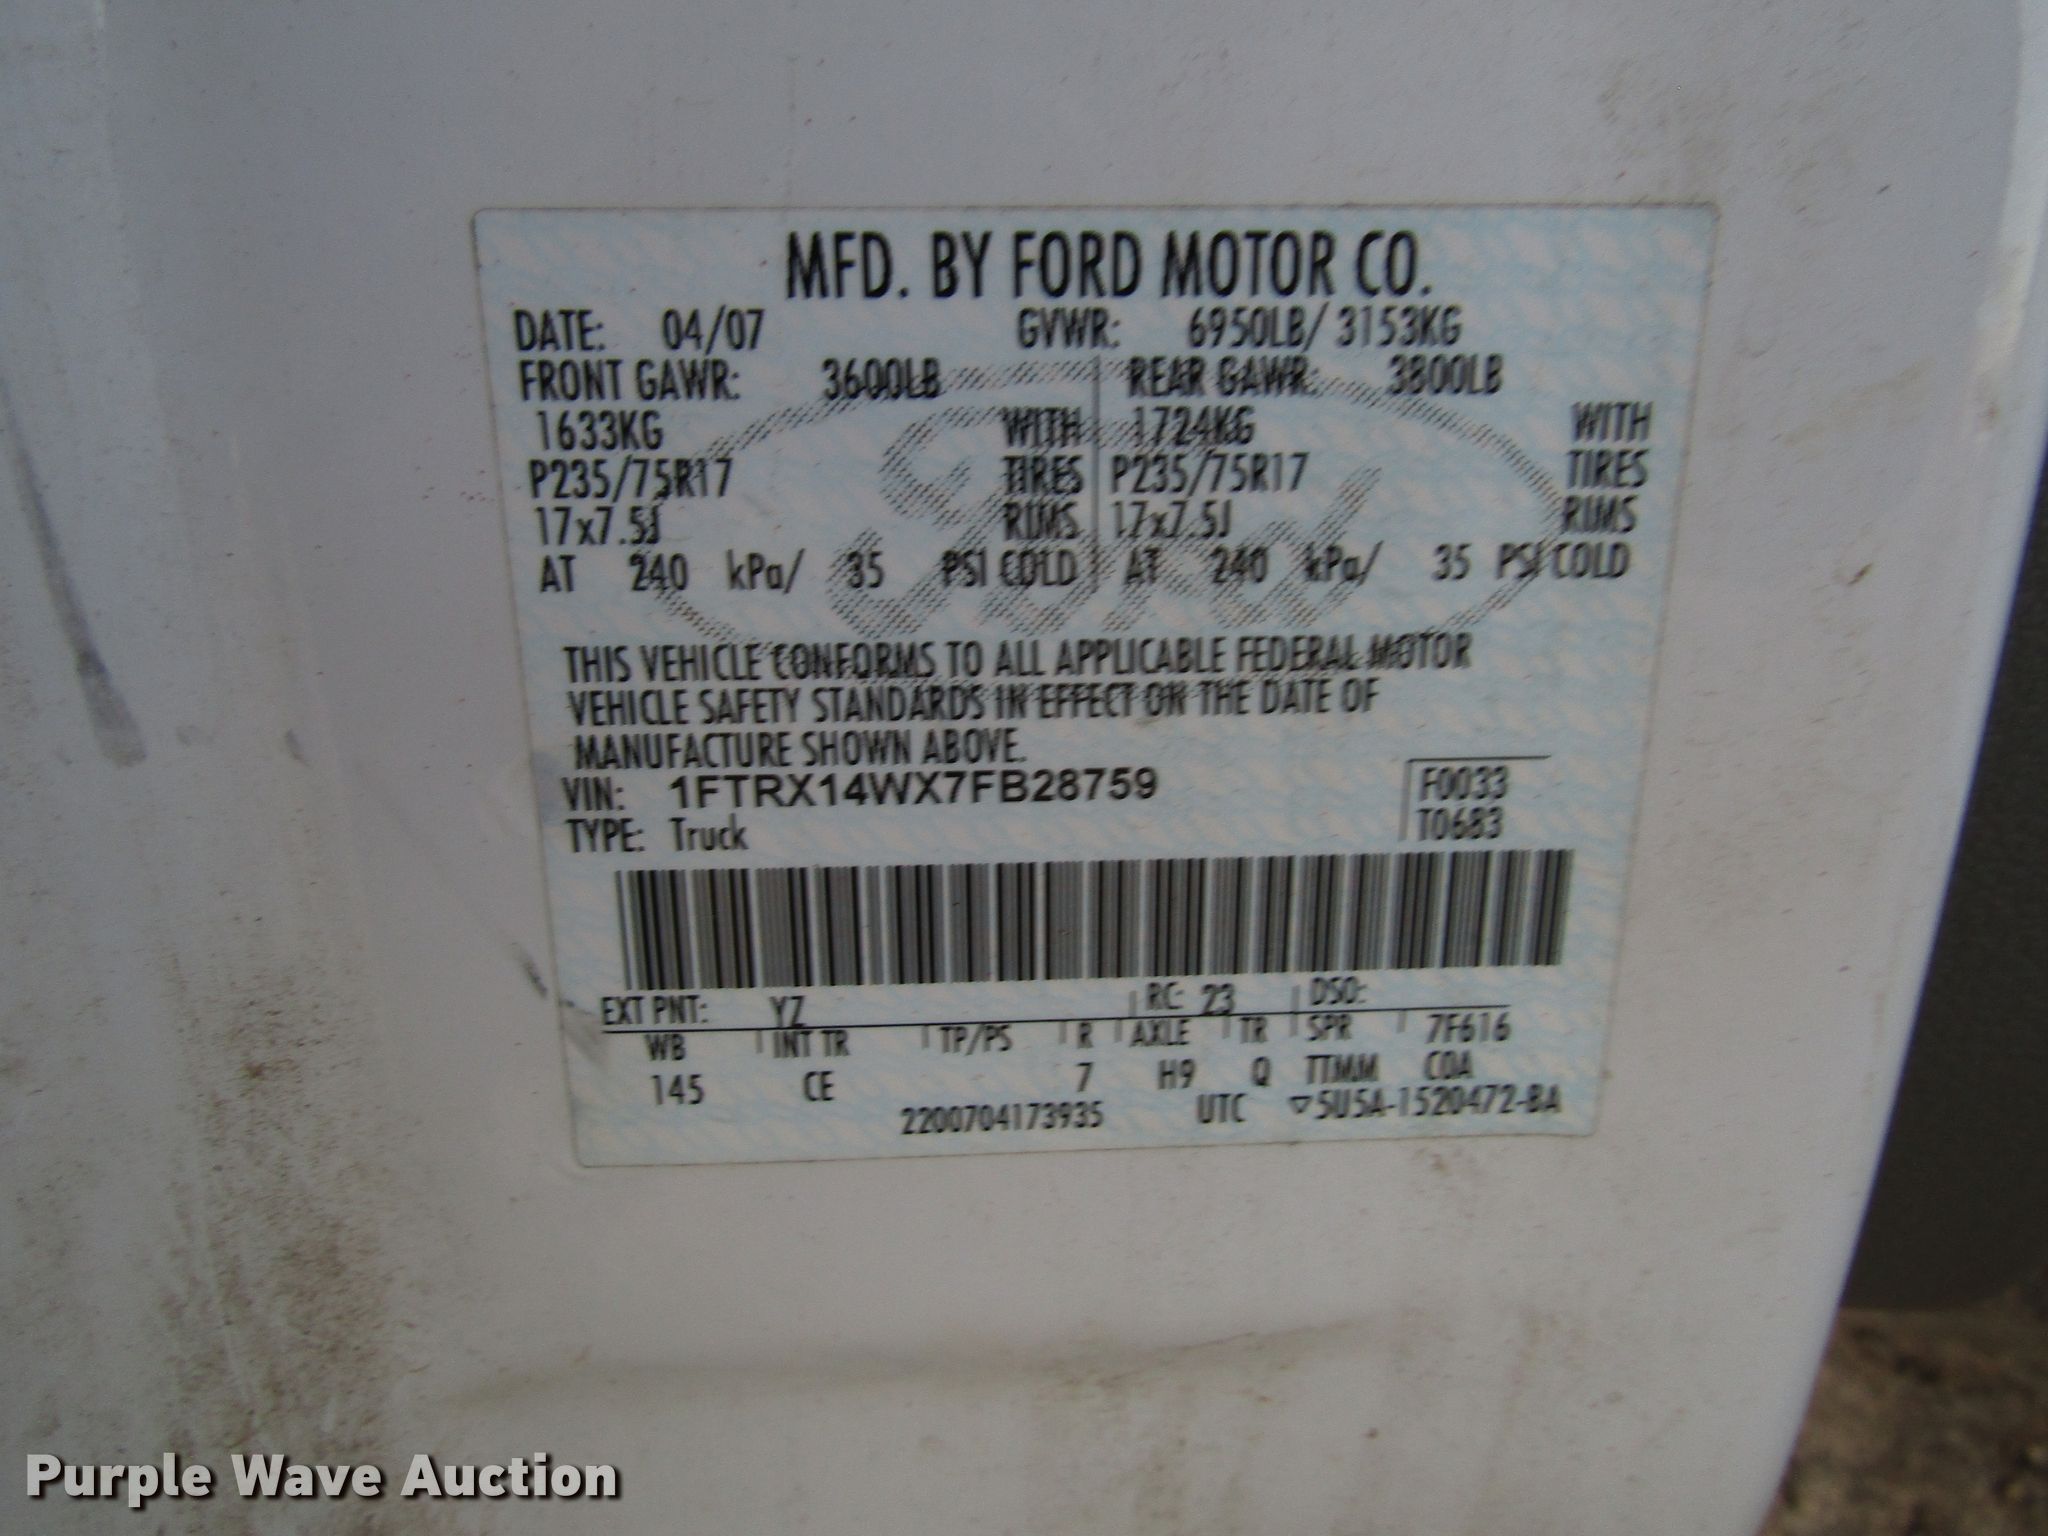 MFD. BY FORD MOTOR CO.
DATE: 04/07 GVWR: 6950LB/ 3153KG
FRONT GAWR: 3600LB REAR GAWR: 3800LB
1633KG WITH 1724KG WITH
P235/75R17 TIRES P235/75R17 TIRES
17x7.5J RIMS 17x7.5J RIMS
AT 240 kPa/ 35 PSI COLD AT 240 kPa/ 35 PSI COLD
Ford
THIS VEHICLE CONFORMS TO ALL APPLICABLE FEDERAL MOTOR
VEHICLE SAFETY STANDARDS IN EFFECT ON THE DATE OF
MANUFACTURE SHOWN ABOVE.
VIN: 1FTRX14WX7FB28759 F0033
TYPE: Truck T0683
EXT PNT: YZ RC: 23 DSO:
WB INT TR TP/PS R AXLE TR SPR 7F616
145 CE 7 H9 Q TTMM COA
2200704173935 UTC ▽5U5A-1520472-BA
Purple Wave Auction